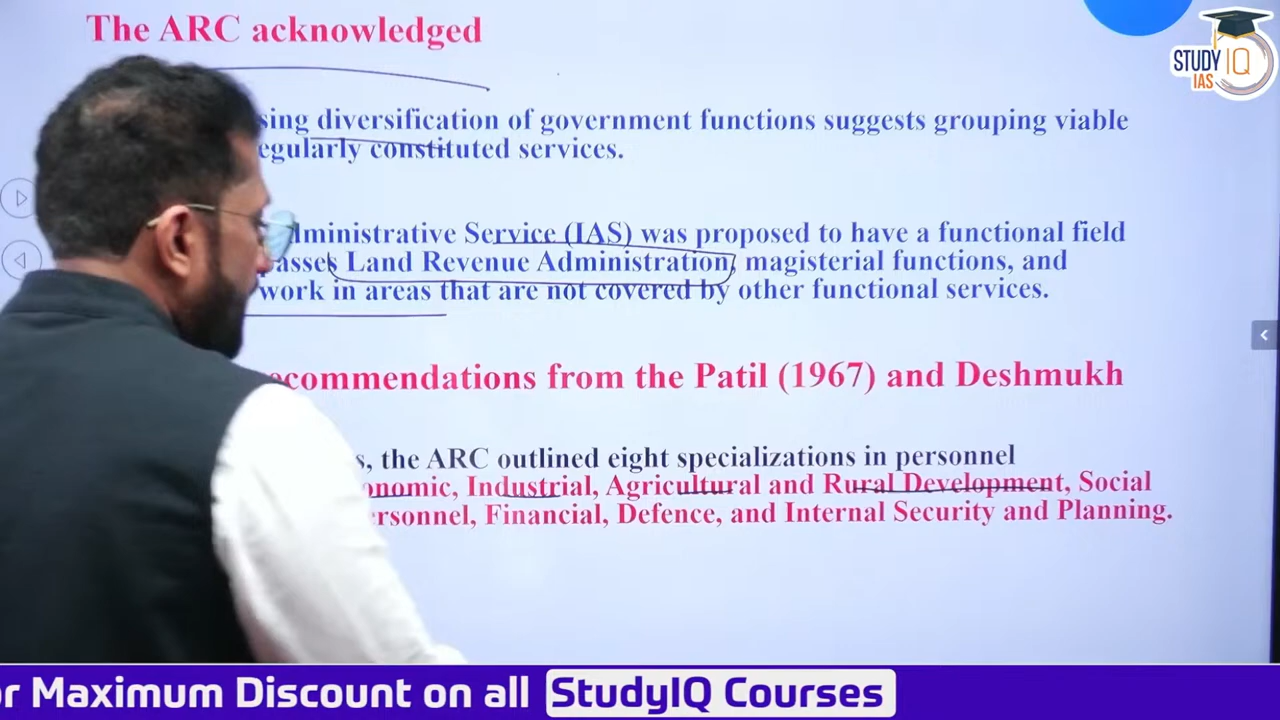 The ARC acknowledged
STUDY IQ
IAS
sing diversification of government functions suggests grouping viable
egularly constituted services.
dministrative Service (IAS) was proposed to have a functional field
passes Land Revenue Administration, magisterial functions, and
work in areas that are not covered by other functional services.
ecommendations from the Patil (1967) and Deshmukh
s, the ARC outlined eight specializations in personnel
onomic, Industrial, Agricultural and Rural Development, Social
rsonnel, Financial, Defence, and Internal Security and Planning.
or Maximum Discount on all StudyIQ Courses